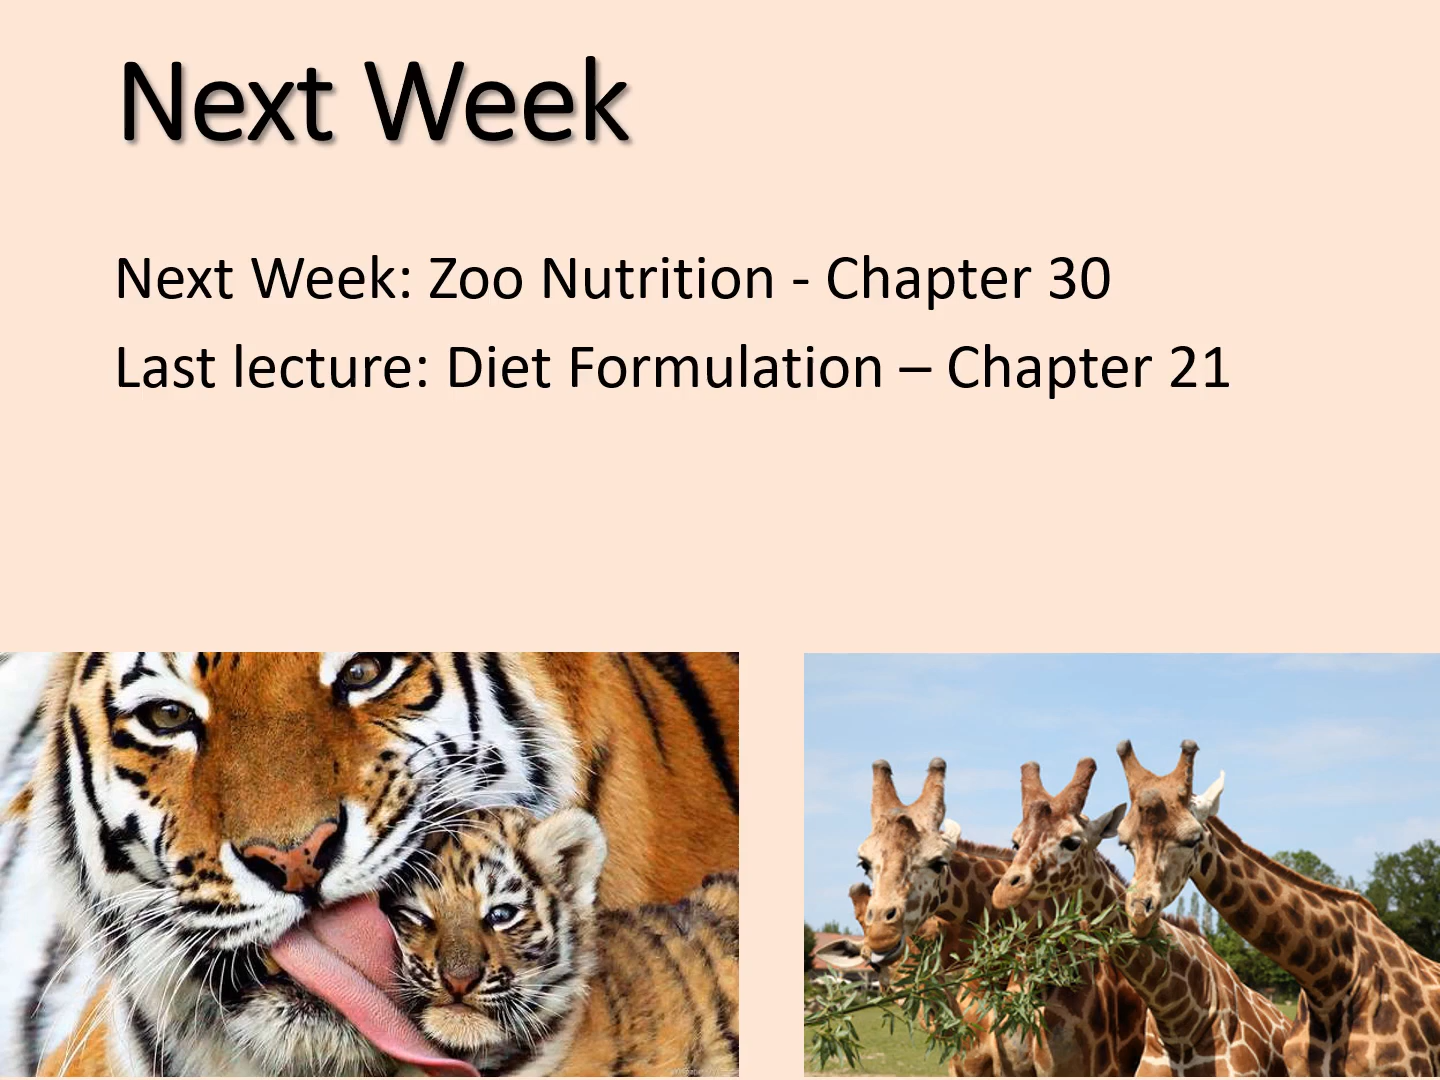 Next Week
Next Week: Zoo Nutrition - Chapter 30
Last lecture: Diet Formulation – Chapter 21